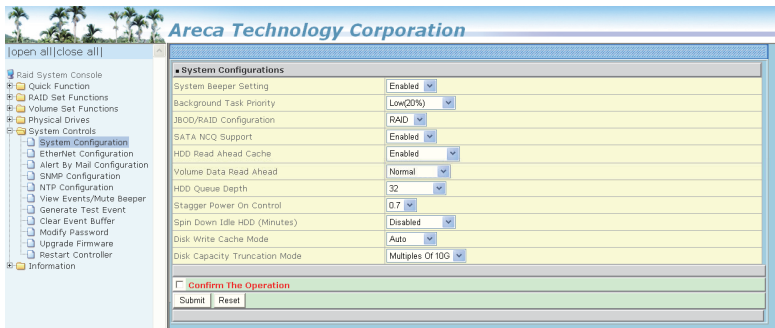 Areca Technology Corporation
|open all|close all|
Raid System Console
Quick Function
RAID Set Functions
Volume Set Functions
Physical Drives
System Controls
System Configuration
EtherNet Configuration
Alert By Mail Configuration
SNMP Configuration
NTP Configuration
View Events/Mute Beeper
Generate Test Event
Clear Event Buffer
Modify Password
Upgrade Firmware
Restart Controller
Information
System Configurations
System Beeper Setting Enabled
Background Task Priority Low(20%)
JBOD/RAID Configuration RAID
SATA NCQ Support Enabled
HDD Read Ahead Cache Enabled
Volume Data Read Ahead Normal
HDD Queue Depth 32
Stagger Power On Control 0.7
Spin Down Idle HDD (Minutes) Disabled
Disk Write Cache Mode Auto
Disk Capacity Truncation Mode Multiples Of 10G
Confirm The Operation
Submit Reset